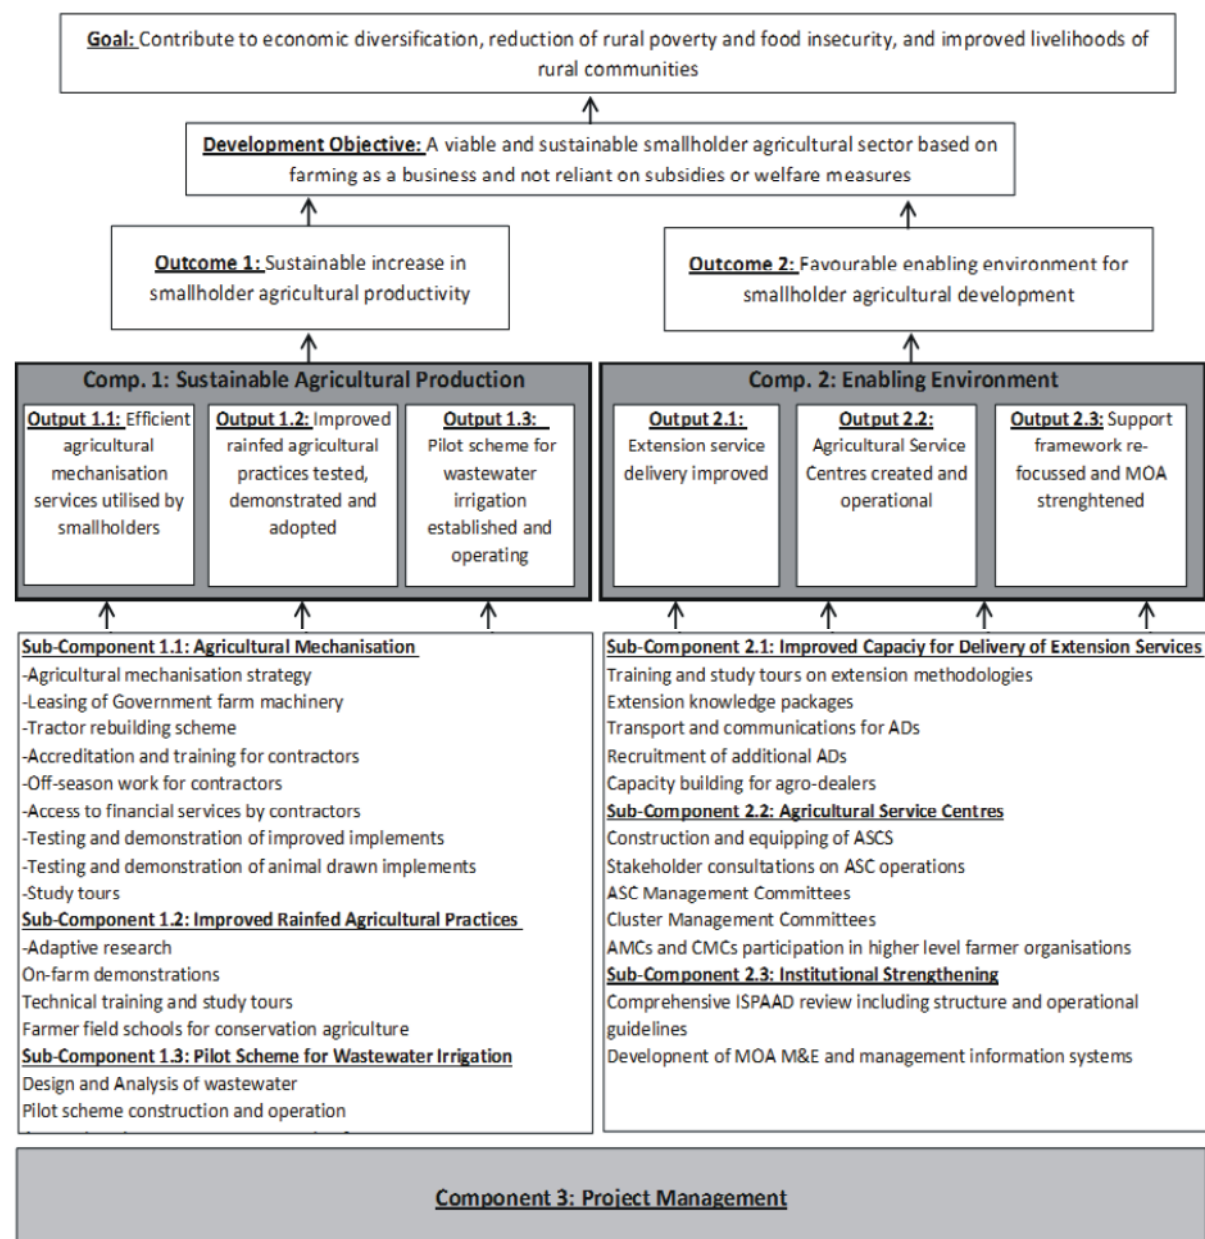 Goal: Contribute to economic diversification, reduction of rural poverty and food insecurity, and improved livelihoods of
rural communities
Development Objective: A viable and sustainable smallholder agricultural sector based on
farming as a business and not reliant on subsidies or welfare measures
Outcome 1: Sustainable increase in
smallholder agricultural productivity
Outcome 2: Favourable enabling environment for
smallholder agricultural development
Comp. 1: Sustainable Agricultural Production
Output 1.1: Efficient
agricultural
mechanisation
services utilised by
smallholders
Output 1.2: Improved
rainfed agricultural
practices tested,
demonstrated and
adopted
Output 1.3:
Pilot scheme for
wastewater
irrigation
established and
operating
Comp. 2: Enabling Environment
Output 2.1:
Extension service
delivery improved
Output 2.2:
Agricultural Service
Centres created and
operational
Output 2.3: Support
framework re-
focussed and MOA
strenghtened
Sub-Component 1.1: Agricultural Mechanisation
-Agricultural mechanisation strategy
-Leasing of Government farm machinery
-Tractor rebuilding scheme
-Accreditation and training for contractors
-Off-season work for contractors
-Access to financial services by contractors
-Testing and demonstration of improved implements
-Testing and demonstration of animal drawn implements
-Study tours
Sub-Component 1.2: Improved Rainfed Agricultural Practices
-Adaptive research
On-farm demonstrations
Technical training and study tours
Farmer field schools for conservation agriculture
Sub-Component 1.3: Pilot Scheme for Wastewater Irrigation
Design and Analysis of wastewater
Pilot scheme construction and operation
Sub-Component 2.1: Improved Capaciy for Delivery of Extension Services
Training and study tours on extension methodologies
Extension knowledge packages
Transport and communications for ADs
Recruitment of additional ADs
Capacity building for agro-dealers
Sub-Component 2.2: Agricultural Service Centres
Construction and equipping of ASCS
Stakeholder consultations on ASC operations
ASC Management Committees
Cluster Management Committees
AMCs and CMCs participation in higher level farmer organisations
Sub-Component 2.3: Institutional Strengthening
Comprehensive ISPAAD review including structure and operational
guidelines
Development of MOA M&E and management information systems
Component 3: Project Management